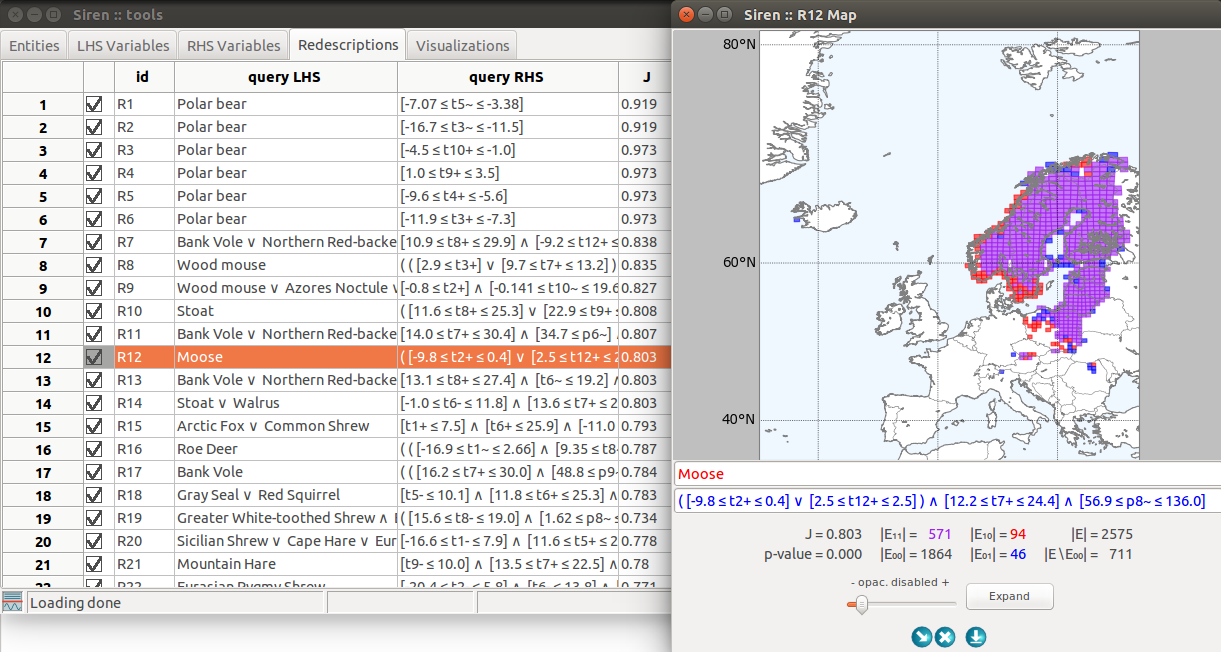 Siren :: tools
Entities LHS Variables RHS Variables Redescriptions Visualizations
id query LHS query RHS J
1 R1 Polar bear [-7.07 ≤ t5~ ≤ -3.38] 0.919
2 R2 Polar bear [-16.7 ≤ t3~ ≤ -11.5] 0.919
3 R3 Polar bear [-4.5 ≤ t10+ ≤ -1.0] 0.973
4 R4 Polar bear [1.0 ≤ t9+ ≤ 3.5] 0.973
5 R5 Polar bear [-9.6 ≤ t4+ ≤ -5.6] 0.973
6 R6 Polar bear [-11.9 ≤ t3+ ≤ -7.3] 0.973
7 R7 Bank Vole ∨ Northern Red-backe [10.9 ≤ t8+ ≤ 29.9] ∧ [-9.2 ≤ t12+ ≤ 0.838
8 R8 Wood mouse ( ( ( [2.9 ≤ t3+] ∨ [9.7 ≤ t7+ ≤ 13.2] ) 0.835
9 R9 Wood mouse ∨ Azores Noctule ∨ [-0.8 ≤ t2+] ∧ [-0.141 ≤ t10~ ≤ 19.6 0.827
10 R10 Stoat ( [11.6 ≤ t8+ ≤ 25.3] ∨ [22.9 ≤ t9+ ≤ 0.808
11 R11 Bank Vole ∨ Northern Red-backe [14.0 ≤ t7+ ≤ 30.4] ∧ [34.7 ≤ p6~] 0.807
12 R12 Moose ( [-9.8 ≤ t2+ ≤ 0.4] ∨ [2.5 ≤ t12+ ≤ 2 0.803
13 R13 Bank Vole ∨ Northern Red-backe [13.1 ≤ t8+ ≤ 27.4] ∧ [t6~ ≤ 19.2] ∧ 0.803
14 R14 Stoat ∨ Walrus [-1.0 ≤ t6- ≤ 11.8] ∧ [13.6 ≤ t7+ ≤ 2 0.803
15 R15 Arctic Fox ∨ Common Shrew [t1+ ≤ 7.5] ∧ [t6+ ≤ 25.9] ∧ [-11.0 0.793
16 R16 Roe Deer ( ( ( [-16.9 ≤ t1~ ≤ 2.66] ∧ [9.35 ≤ t8 0.787
17 R17 Bank Vole ( ( ( [16.2 ≤ t7+ ≤ 30.0] ∧ [48.8 ≤ p9~ 0.784
18 R18 Gray Seal ∨ Red Squirrel [t5- ≤ 10.1] ∧ [11.8 ≤ t6+ ≤ 25.3] ∧ 0.783
19 R19 Greater White-toothed Shrew ∧ ( [15.6 ≤ t8- ≤ 19.0] ∧ [1.62 ≤ p8~ ≤ 0.734
20 R20 Sicilian Shrew ∨ Cape Hare ∨ Eur [-16.6 ≤ t1- ≤ 7.9] ∧ [11.6 ≤ t5+ ≤ 2 0.778
21 R21 Mountain Hare [t9- ≤ 10.0] ∧ [13.5 ≤ t7+ ≤ 22.5] ∧ 0.78
22 R22 Eurasian Pygmy Shrew [-20.4 ≤ t2- ≤ 5.8] ∧ [t6- ≤ 13.8] ∧ 0.771
Loading done
Siren :: R12 Map
80°N
60°N
40°N
Moose
( [-9.8 ≤ t2+ ≤ 0.4] ∨ [2.5 ≤ t12+ ≤ 2.5] ) ∧ [12.2 ≤ t7+ ≤ 24.4] ∧ [56.9 ≤ p8~ ≤ 136.0]
J = 0.803 |E₁₁| = 571 |E₁₀| = 94 |E| = 2575
p-value = 0.000 |E₀₀| = 1864 |E₀₁| = 46 |E∖E₀₀| = 711
- opac. disabled +
Expand